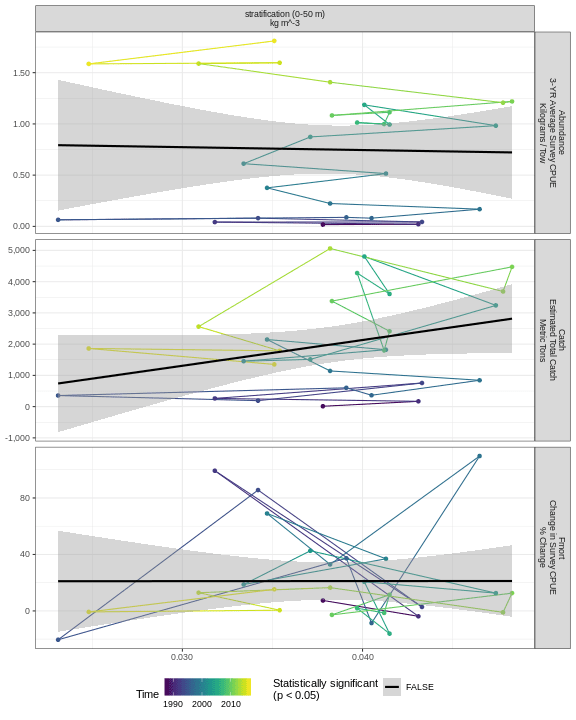 stratification (0-50 m)
kg m^-3
1.50
1.00
0.50
0.00
Abundance
3-YR Average Survey CPUE
Kilograms / Tow
5,000
4,000
3,000
2,000
1,000
0
-1,000
Catch
Estimated Total Catch
Metric Tons
80
40
0
Fmort
Change in Survey CPUE
% Change
0.030
0.040
Time
1990 2000 2010
Statistically significant
(p < 0.05)
FALSE